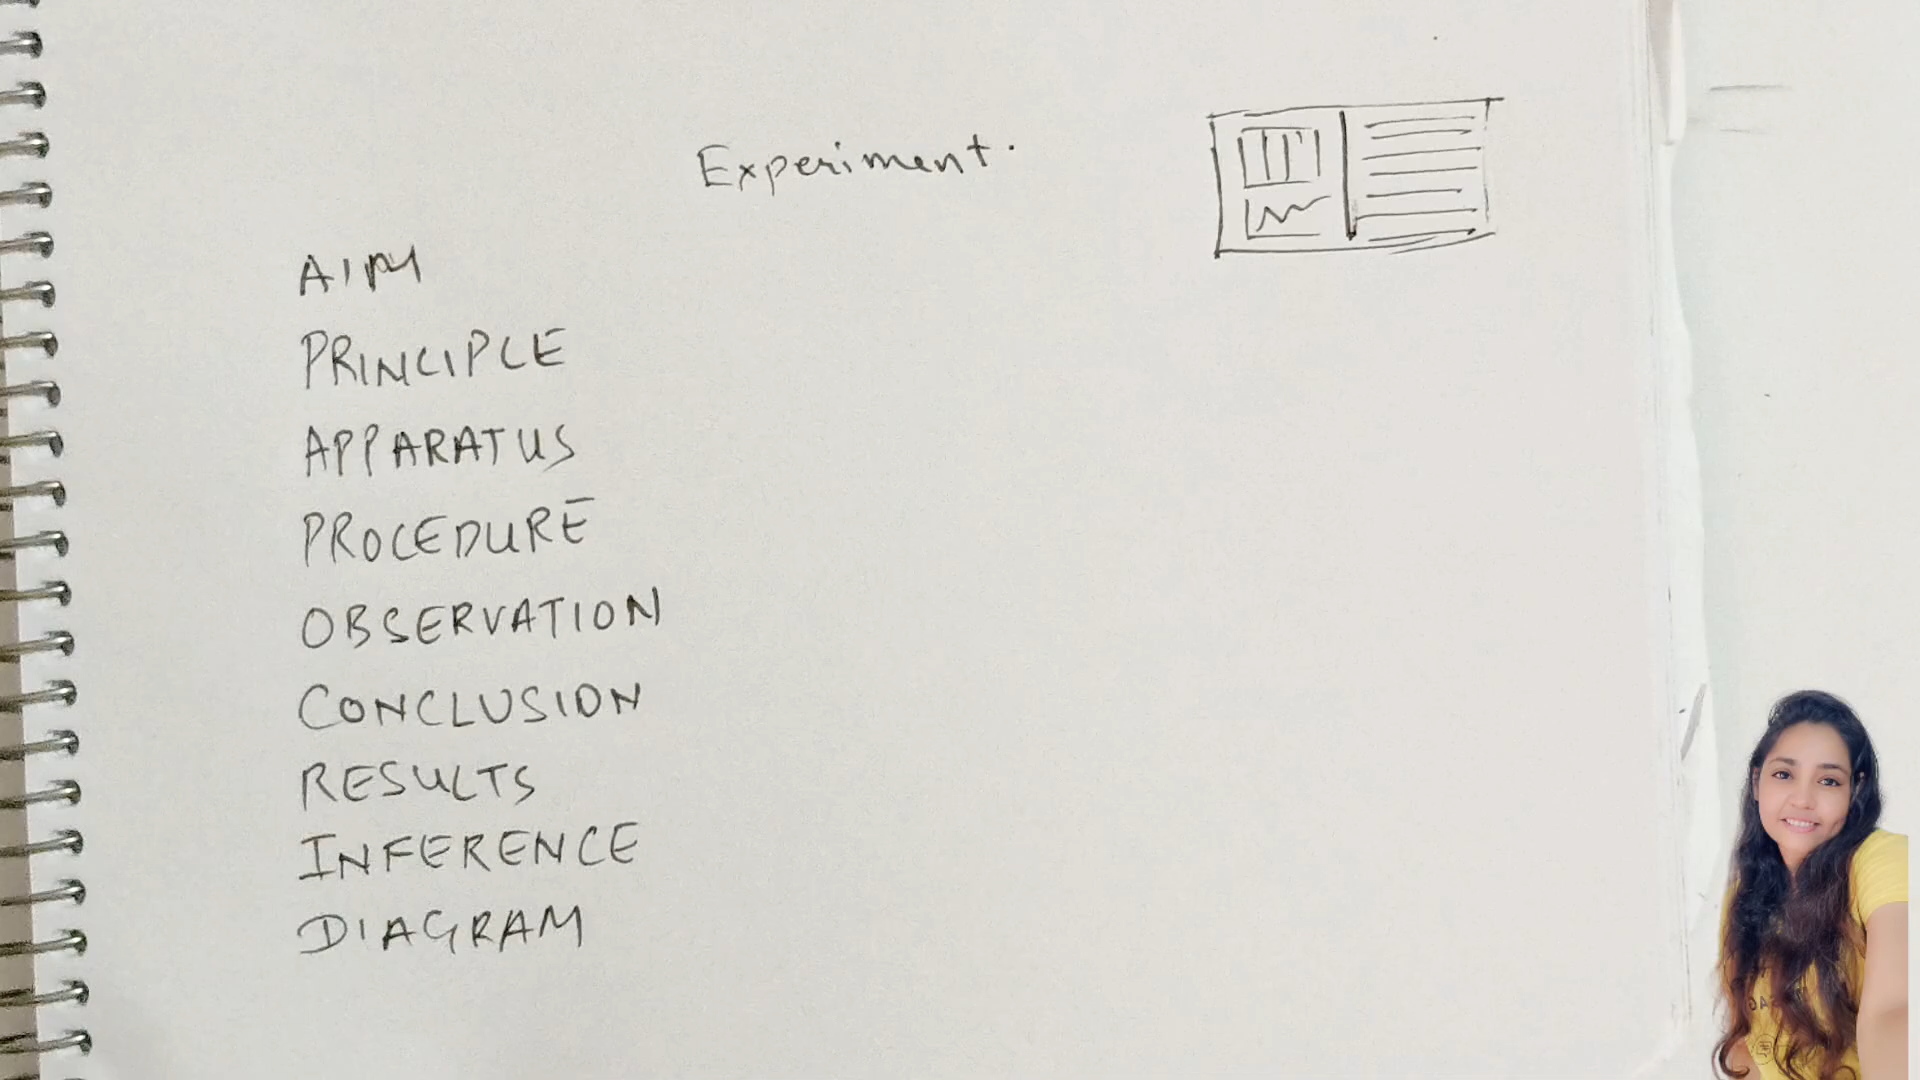 Experiment.
AIM
PRINCIPLE
APPARATUS
PROCEDURE
OBSERVATION
CONCLUSION
RESULTS
INFERENCE
DIAGRAM